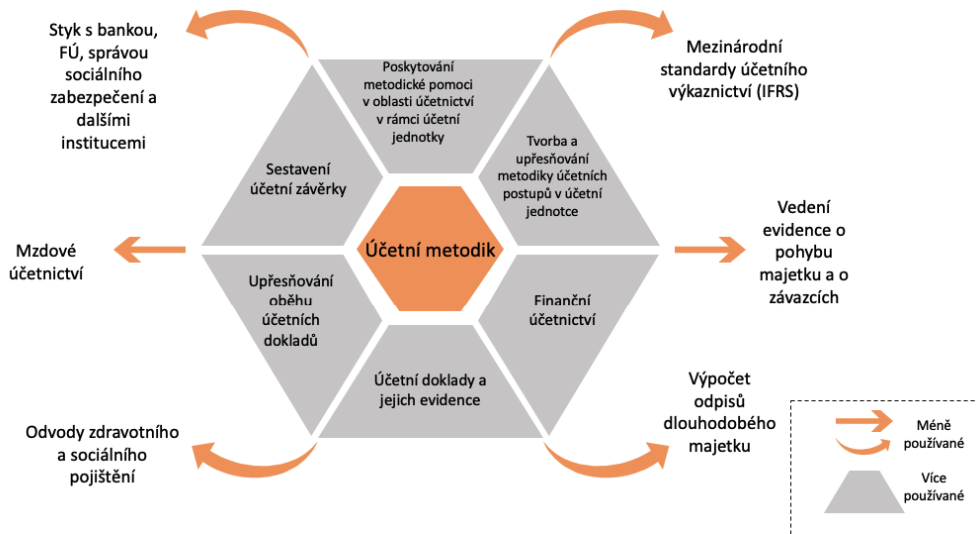 Styk s bankou,
FÚ, správou
sociálního
zabezpečení a
dalšími
institucemi
Poskytování
metodické pomoci
v oblasti účetnictví
v rámci účetní
jednotky
Mezinárodní
standardy účetního
výkaznictví (IFRS)
Sestavení
účetní závěrky
Tvorba a
upřesňování
metodiky účetních
postupů v účetní
jednotce
Mzdové
účetnictví
Účetní metodik
Vedení
evidence o
pohybu
majetku a o
závazcích
Upřesňování
oběhu
účetních
dokladů
Finanční
účetnictví
Účetní doklady a
jejich evidence
Odvody zdravotního
a sociálního
pojištění
Výpočet
odpisů
dlouhodobého
majetku
Méně
používané
Více
používané